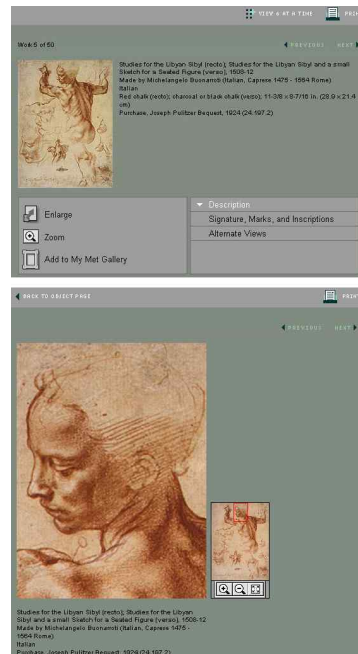 VIEW 6 AT A TIME PRIN
Work 5 of 50
PREVIOUS NEXT
Studies for the Libyan Sibyl (recto); Studies for the Libyan Sibyl and a small
Sketch for a Seated Figure (verso), 1508-12
Made by Michelangelo Buonarroti (Italian, Caprese 1475 - 1564 Rome)
Italian
Red chalk (recto); charcoal or black chalk (verso); 11-3/8 x 8-7/16 in. (28.9 x 21.4
cm)
Purchase, Joseph Pulitzer Bequest, 1924 (24.197.2)
Enlarge
Zoom
Add to My Met Gallery
Description
Signature, Marks, and Inscriptions
Alternate Views
BACK TO OBJECT PAGE PRIN
PREVIOUS NEXT
Studies for the Libyan Sibyl (recto); Studies for the Libyan
Sibyl and a small Sketch for a Seated Figure (verso), 1508-12
Made by Michelangelo Buonarroti (Italian, Caprese 1475 -
1564 Rome)
Italian
Purchase, Joseph Pulitzer Bequest, 1924 (24.197.2)